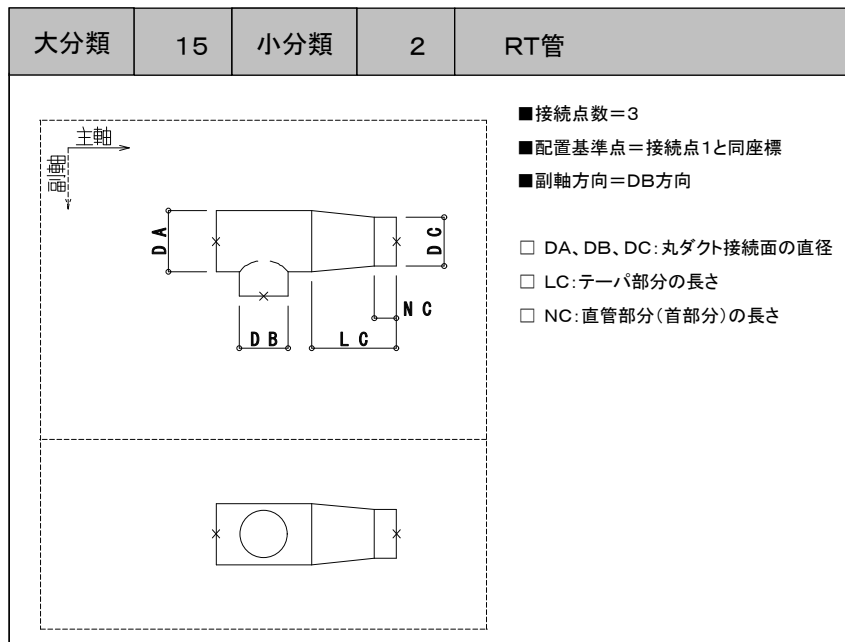 大分類 15 小分類 2 RT管
■接続点数=3
■配置基準点=接続点1と同座標
■副軸方向=DB方向
□ DA、DB、DC:丸ダクト接続面の直径
□ LC:テーパ部分の長さ
□ NC:直管部分(首部分)の長さ
主軸
副軸
DA
DC
NC
DB
LC